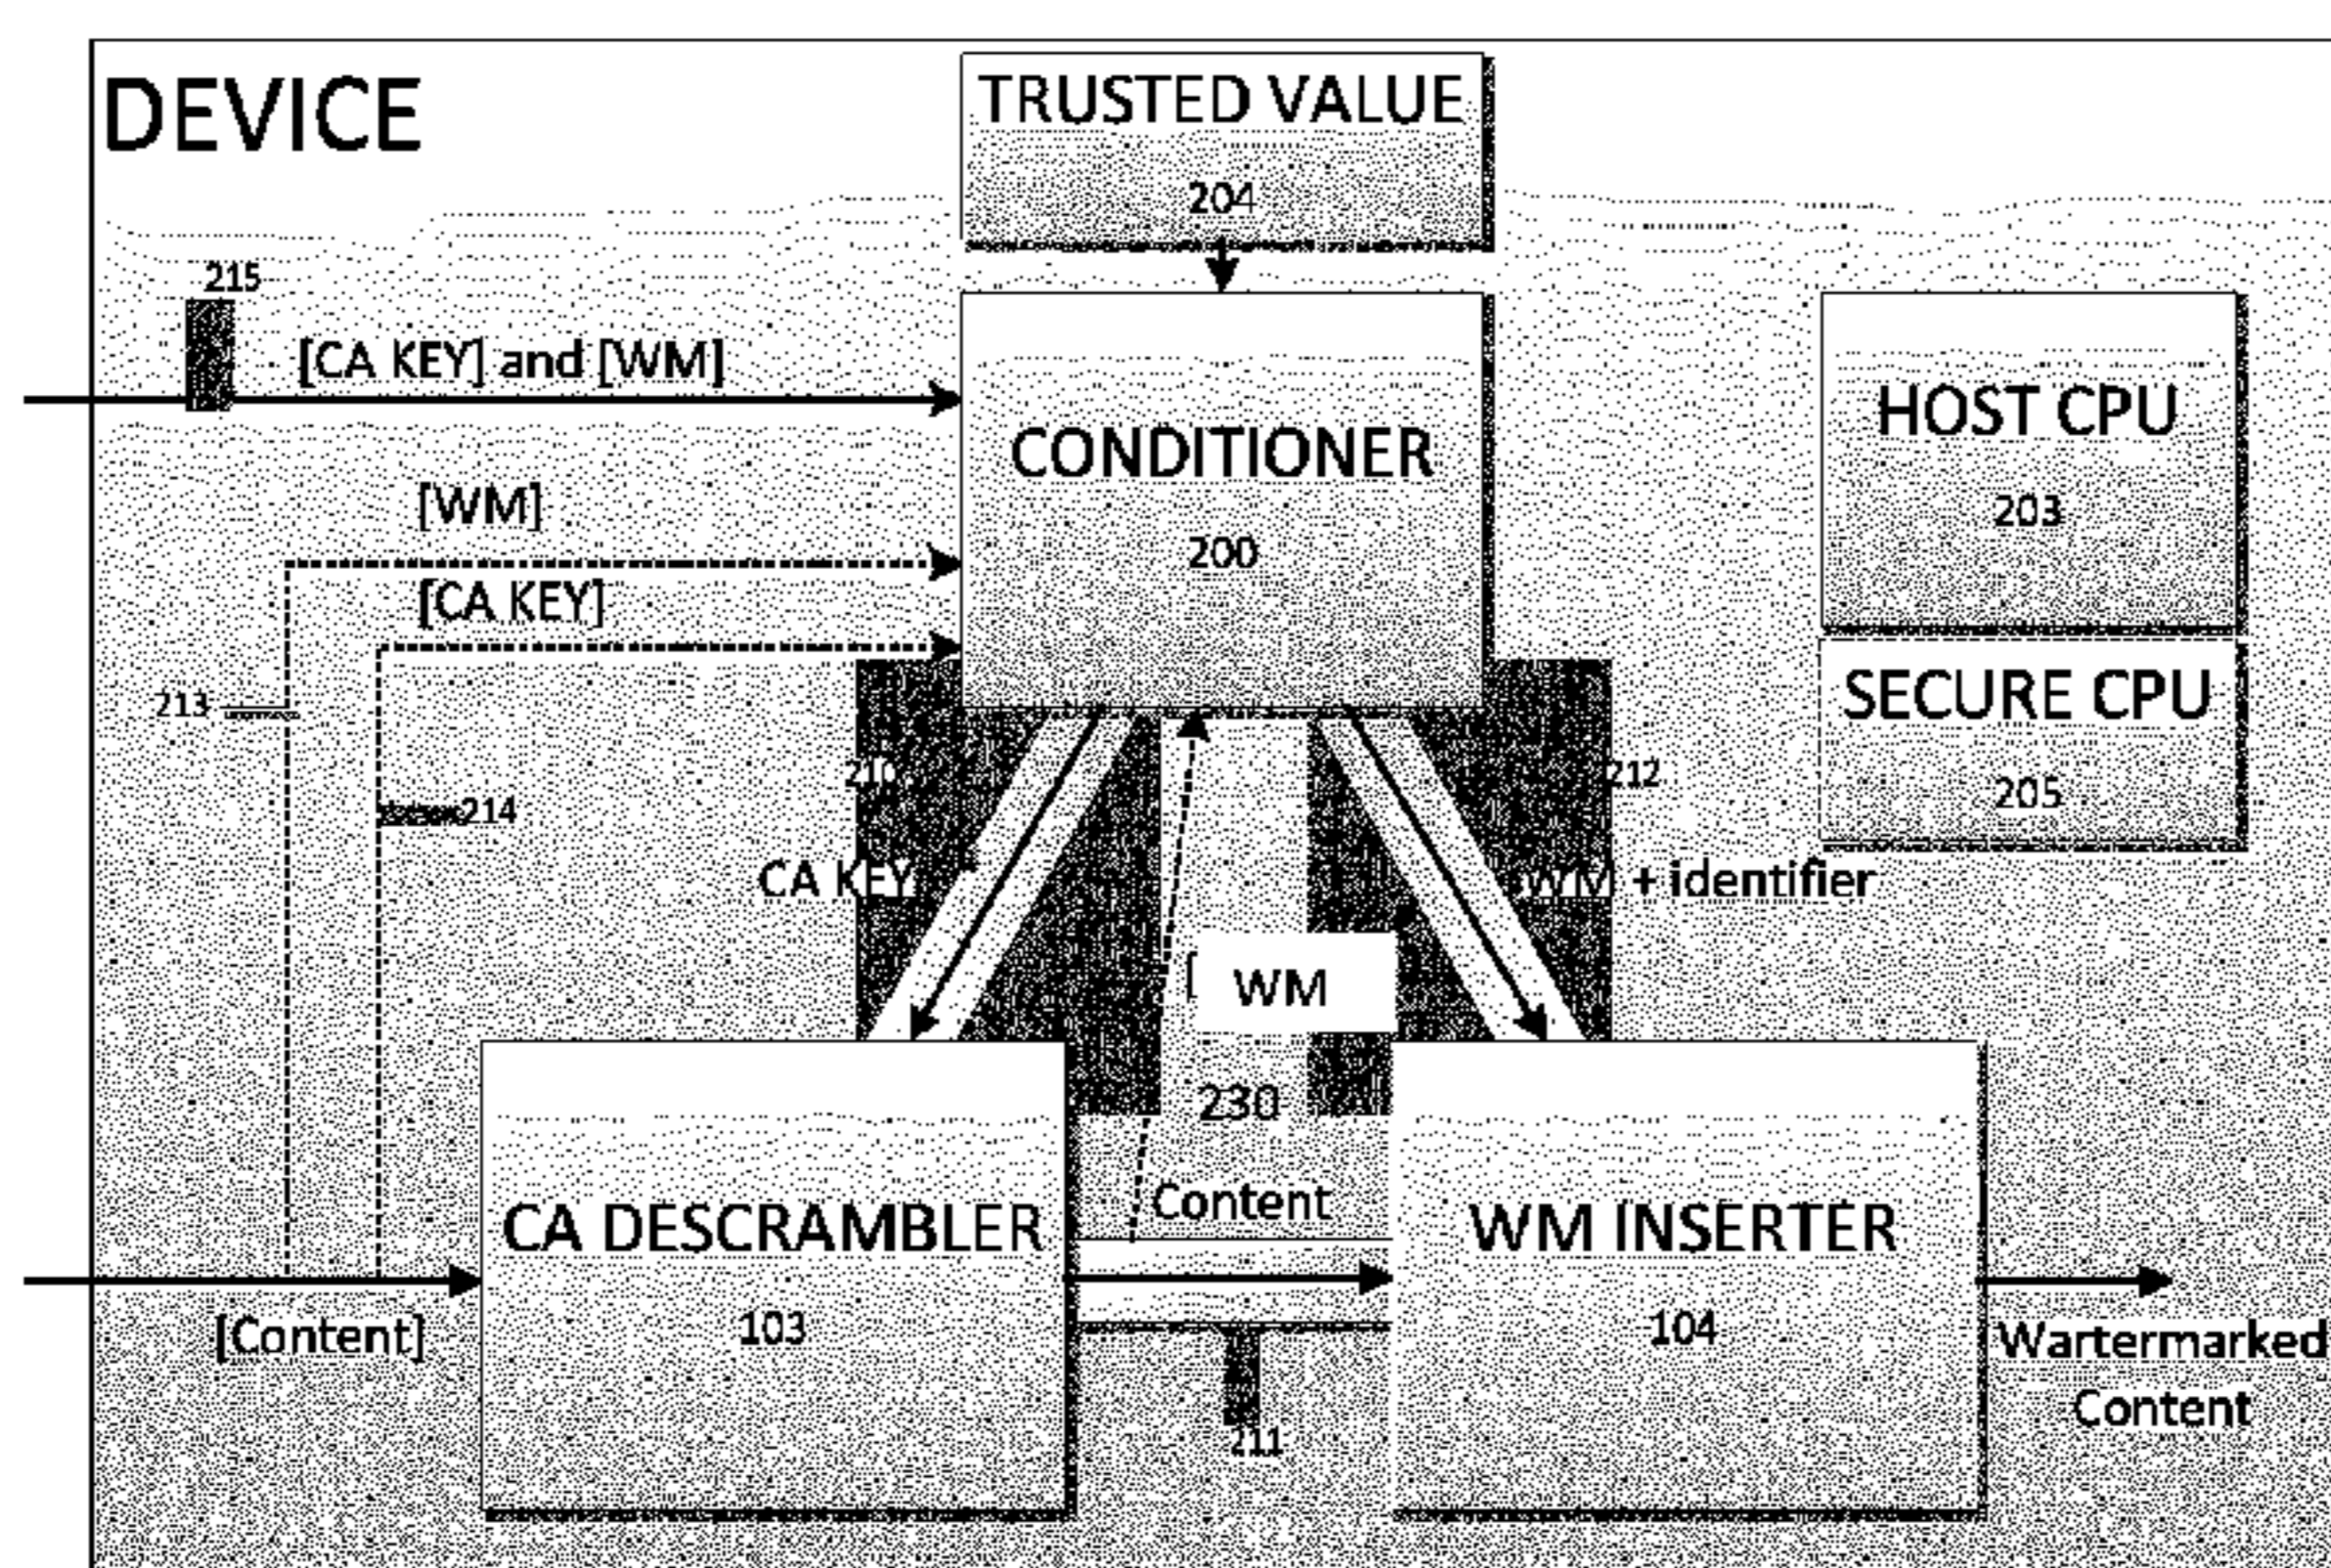 DEVICE
TRUSTED VALUE
204
215
[CA KEY] and [WM]
CONDITIONER
200
HOST CPU
203
[WM]
[CA KEY]
SECURE CPU
205
213
214
210
212
CA KEY
WM + identifier
[ WM
230
Content
CA DESCRAMBLER
103
WM INSERTER
104
[Content]
Wartermarked
Content
211